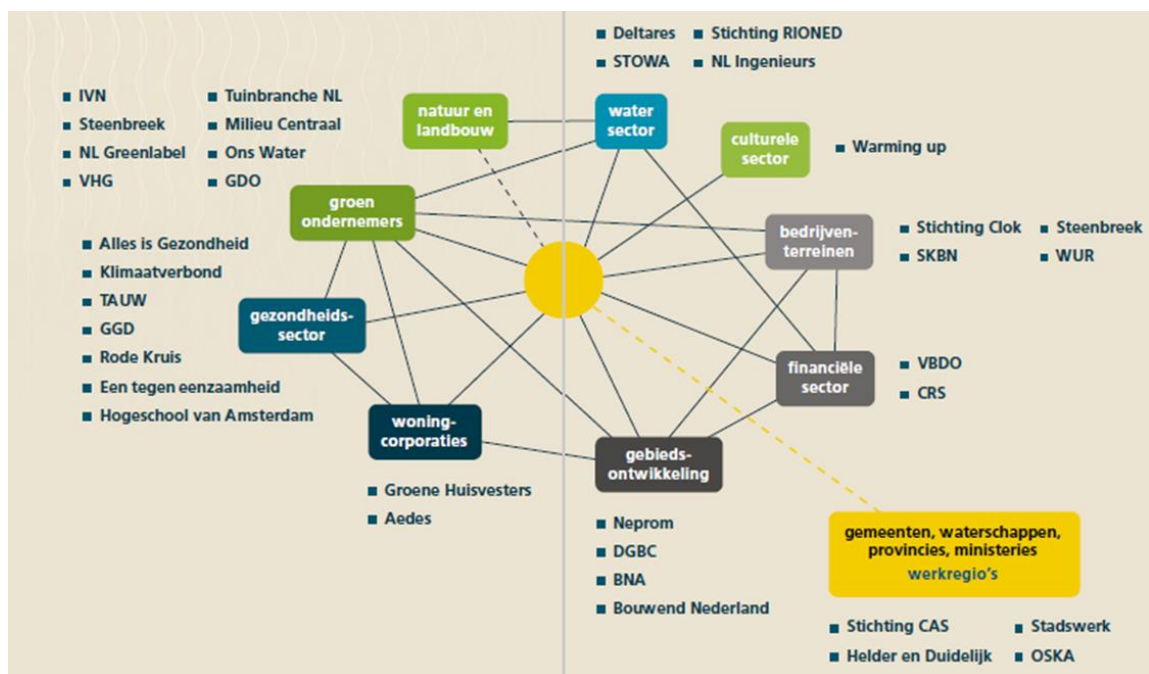 Deltares
Stichting RIONED
STOWA
NL Ingenieurs
IVN
Tuinbranche NL
Steenbreek
Milieu Centraal
NL Greenlabel
Ons Water
VHG
GDO
natuur en
landbouw
water
sector
culturele
sector
Warming up
groen
ondernemers
bedrijven-
terreinen
Stichting Clok
Steenbreek
SKBN
WUR
Alles is Gezondheid
Klimaatverbond
TAUW
GGD
Rode Kruis
Een tegen eenzaamheid
Hogeschool van Amsterdam
gezondheids-
sector
financiële
sector
VBDO
CRS
woning-
corporaties
Groene Huisvesters
Aedes
gebieds-
ontwikkeling
Neprom
DGBC
BNA
Bouwend Nederland
gemeenten, waterschappen,
provincies, ministeries
werkregio's
Stichting CAS
Stadswerk
Helder en Duidelijk
OSKA